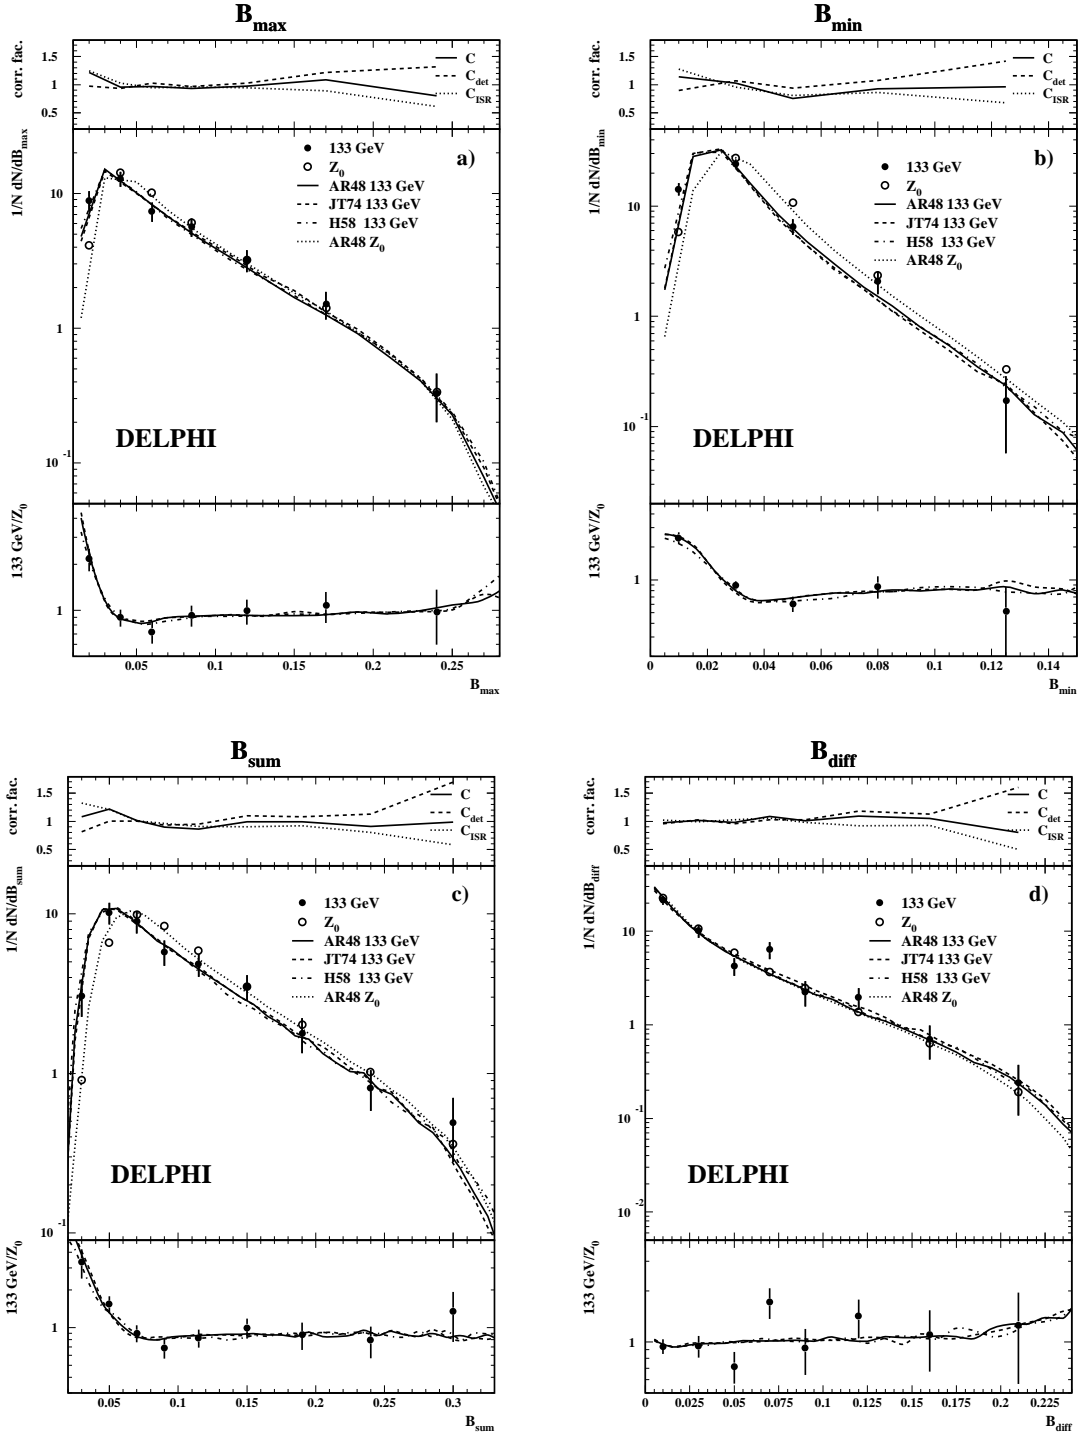 B_max
corr. fac.
1.5
1
0.5
C
C_det
C_ISR
1/N dN/dB_max
10
1
10^-1
133 GeV
Z_0
AR48 133 GeV
JT74 133 GeV
H58 133 GeV
AR48 Z_0
a)
DELPHI
133 GeV/Z_0
1
0.05
0.1
0.15
0.2
0.25
B_max
B_min
corr. fac.
1.5
1
0.5
C
C_det
C_ISR
1/N dN/dB_min
10
1
10^-1
b)
133 GeV
Z_0
AR48 133 GeV
JT74 133 GeV
H58 133 GeV
AR48 Z_0
DELPHI
133 GeV/Z_0
1
0
0.02
0.04
0.06
0.08
0.1
0.12
0.14
B_min
B_sum
corr. fac.
1.5
1
0.5
C
C_det
C_ISR
1/N dN/dB_sum
10
1
10^-1
c)
133 GeV
Z_0
AR48 133 GeV
JT74 133 GeV
H58 133 GeV
AR48 Z_0
DELPHI
133 GeV/Z_0
1
0.05
0.1
0.15
0.2
0.25
0.3
B_sum
B_diff
corr. fac.
1.5
1
0.5
C
C_det
C_ISR
1/N dN/dB_diff
10
1
10^-1
10^-2
d)
133 GeV
Z_0
AR48 133 GeV
JT74 133 GeV
H58 133 GeV
AR48 Z_0
DELPHI
133 GeV/Z_0
1
0
0.025
0.05
0.075
0.1
0.125
0.15
0.175
0.2
0.225
B_diff